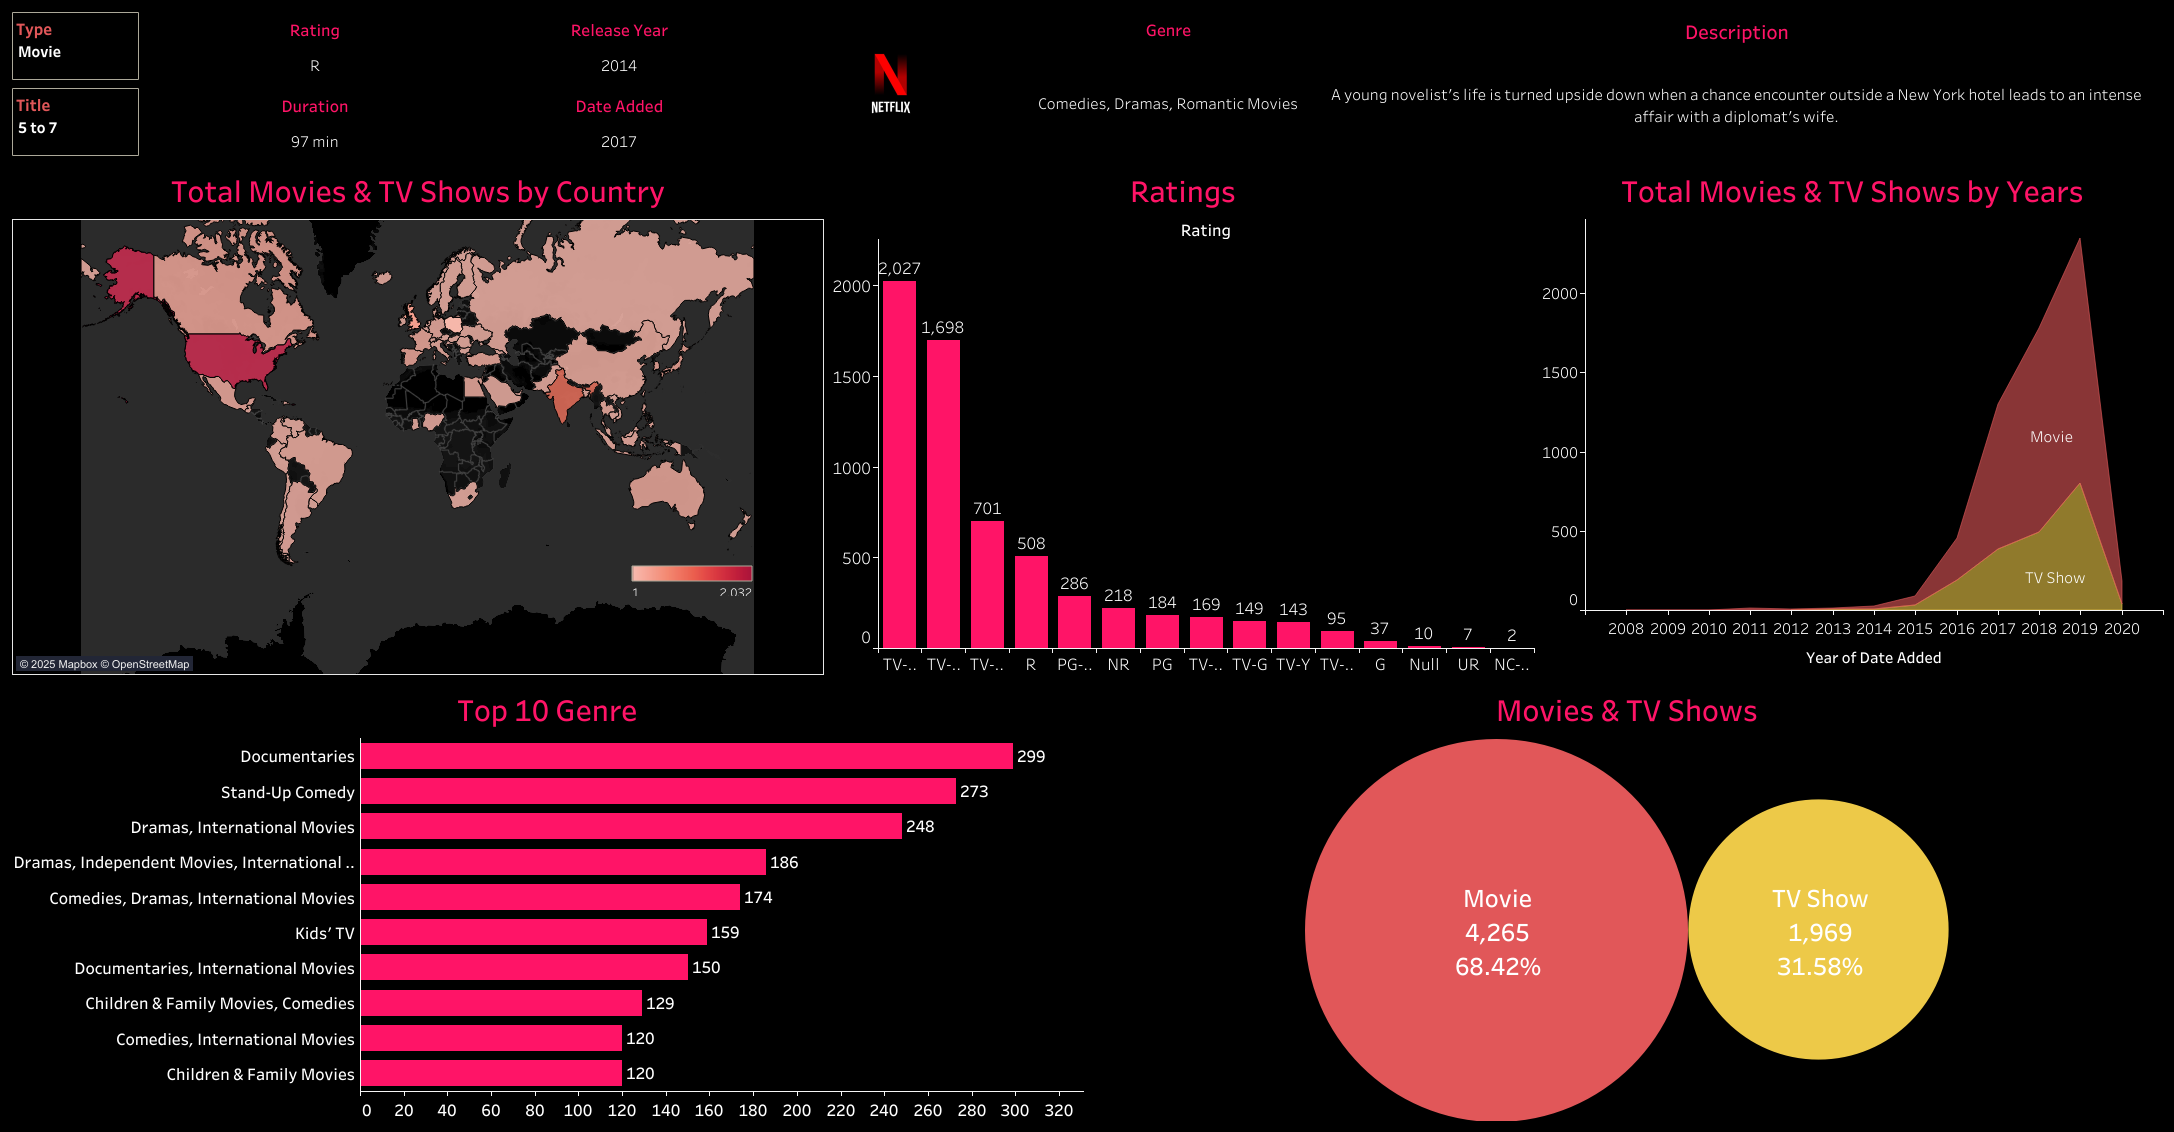 Type
Movie
Title
5 to 7
Rating
R
Duration
97 min
Release Year
2014
Date Added
2017
NETFLIX
Genre
Comedies, Dramas, Romantic Movies
Description
A young novelist's life is turned upside down when a chance encounter outside a New York hotel leads to an intense
affair with a diplomat's wife.
Total Movies & TV Shows by Country
1 2,032
© 2025 Mapbox © OpenStreetMap
Ratings
Rating
2000
1500
1000
500
0
2,027
1,698
701
508
286
218
184
169
149
143
95
37
10
7
2
TV-.. TV-.. TV-.. R PG-.. NR PG TV-.. TV-G TV-Y TV-.. G Null UR NC-..
Total Movies & TV Shows by Years
2000
1500
1000
500
0
Movie
TV Show
2008 2009 2010 2011 2012 2013 2014 2015 2016 2017 2018 2019 2020
Year of Date Added
Top 10 Genre
Documentaries 299
Stand-Up Comedy 273
Dramas, International Movies 248
Dramas, Independent Movies, International .. 186
Comedies, Dramas, International Movies 174
Kids' TV 159
Documentaries, International Movies 150
Children & Family Movies, Comedies 129
Comedies, International Movies 120
Children & Family Movies 120
0 20 40 60 80 100 120 140 160 180 200 220 240 260 280 300 320
Movies & TV Shows
Movie
4,265
68.42%
TV Show
1,969
31.58%